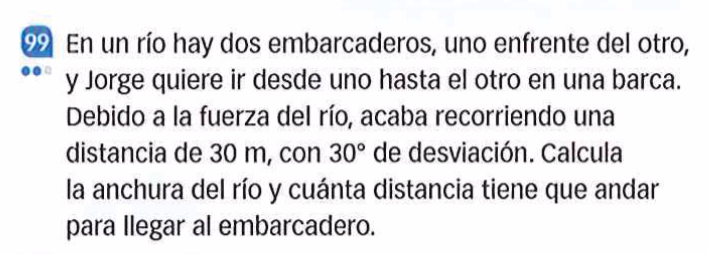 99 En un río hay dos embarcaderos, uno enfrente del otro,
y Jorge quiere ir desde uno hasta el otro en una barca.
Debido a la fuerza del río, acaba recorriendo una
distancia de 30 m, con 30° de desviación. Calcula
la anchura del río y cuánta distancia tiene que andar
para llegar al embarcadero.